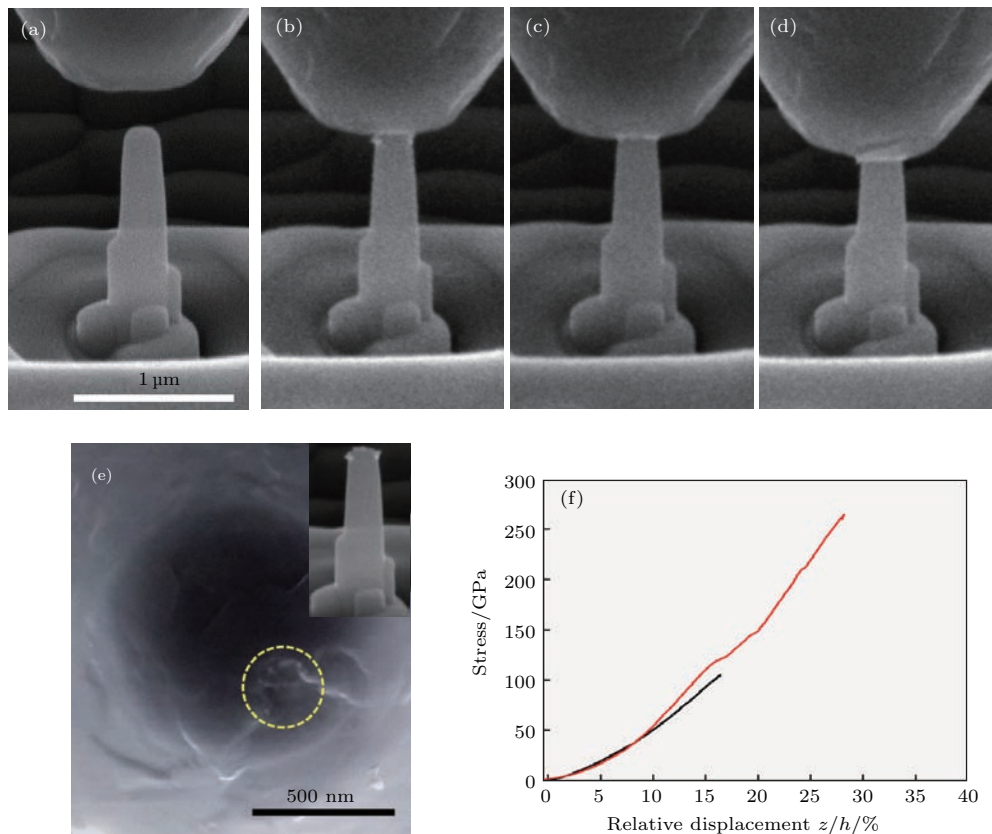 (a)
(b)
(c)
(d)
1 μm
(e)
500 nm
(f)
Stress/GPa
300
250
200
150
100
50
0
0 5 10 15 20 25 30 35 40
Relative displacement z/h/%